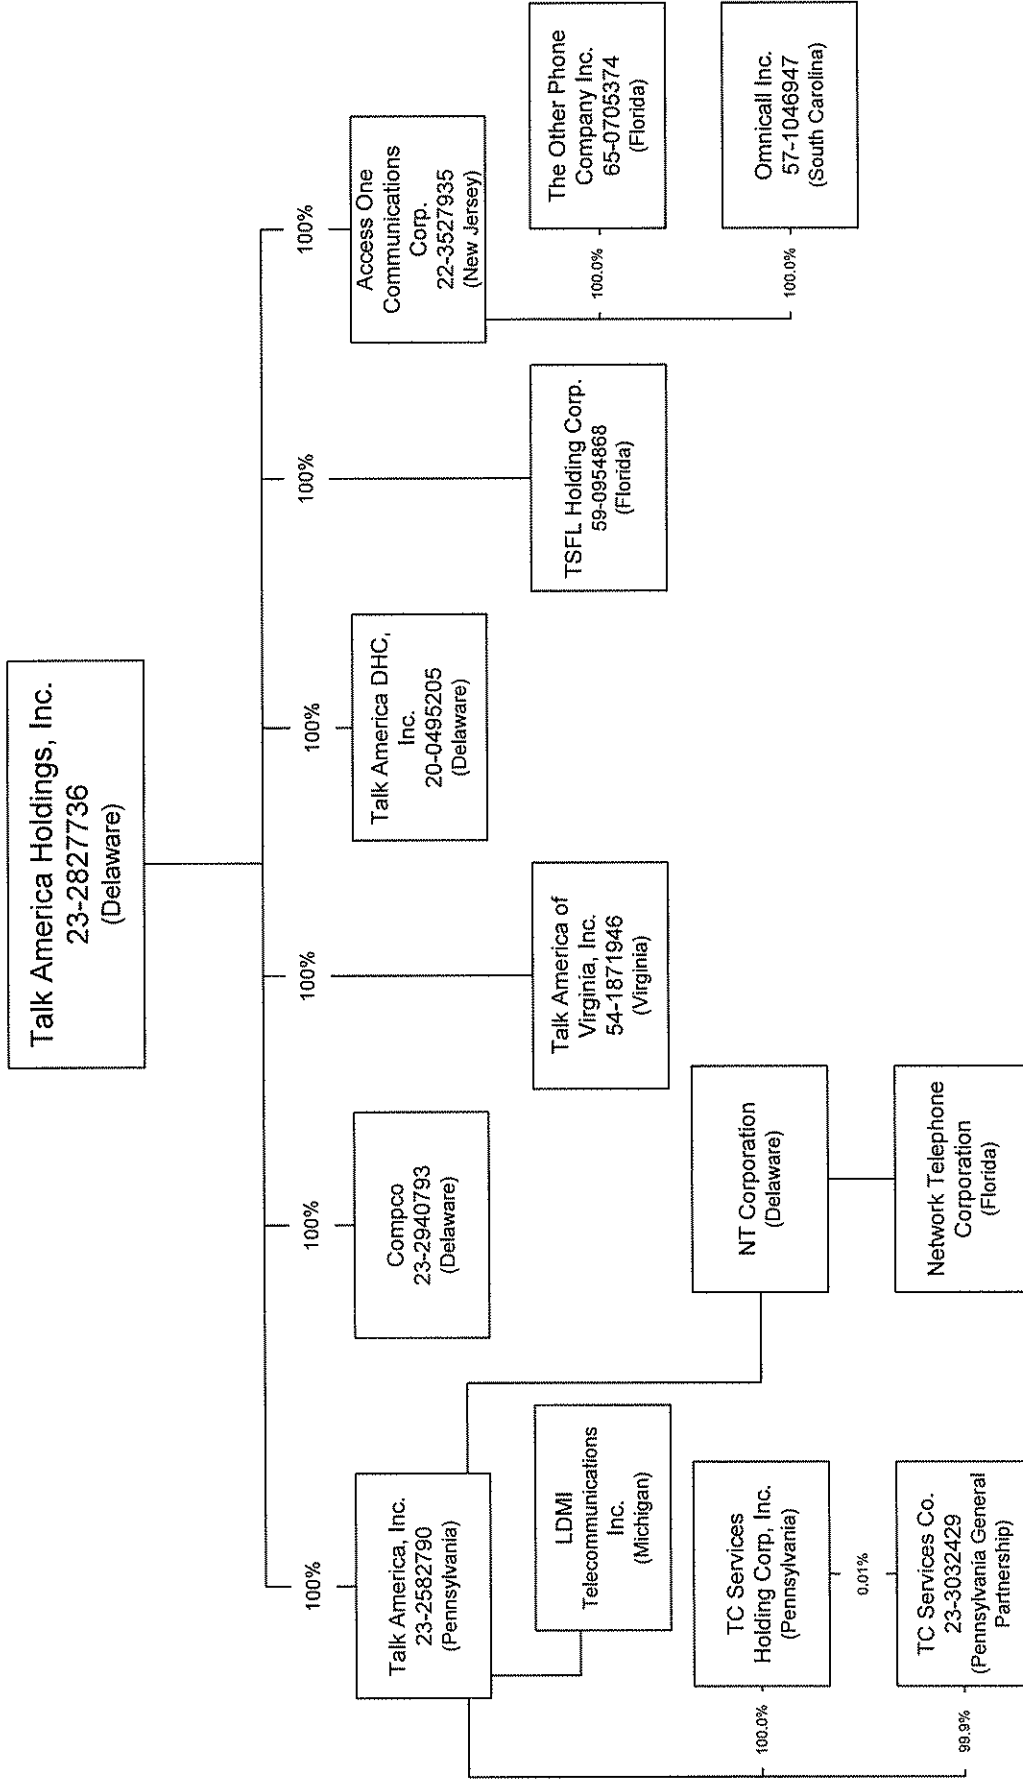 Talk America Holdings, Inc.
23-2827736
(Delaware)
100%
100%
100%
100%
100%
100%
Talk America, Inc.
23-2582790
(Pennsylvania)
Compco
23-2940793
(Delaware)
Talk America DHC,
Inc.
20-0495205
(Delaware)
Access One
Communications
Corp.
22-3527935
(New Jersey)
LDMI
Telecommunications
Inc.
(Michigan)
Talk America of
Virginia, Inc.
54-1871946
(Virginia)
TSFL Holding Corp.
59-0954868
(Florida)
100.0%
The Other Phone
Company Inc.
65-0705374
(Florida)
100.0%
TC Services
Holding Corp, Inc.
(Pennsylvania)
NT Corporation
(Delaware)
100.0%
Omnicall Inc.
57-1046947
(South Carolina)
0.01%
99.9%
TC Services Co.
23-3032429
(Pennsylvania General
Partnership)
Network Telephone
Corporation
(Florida)